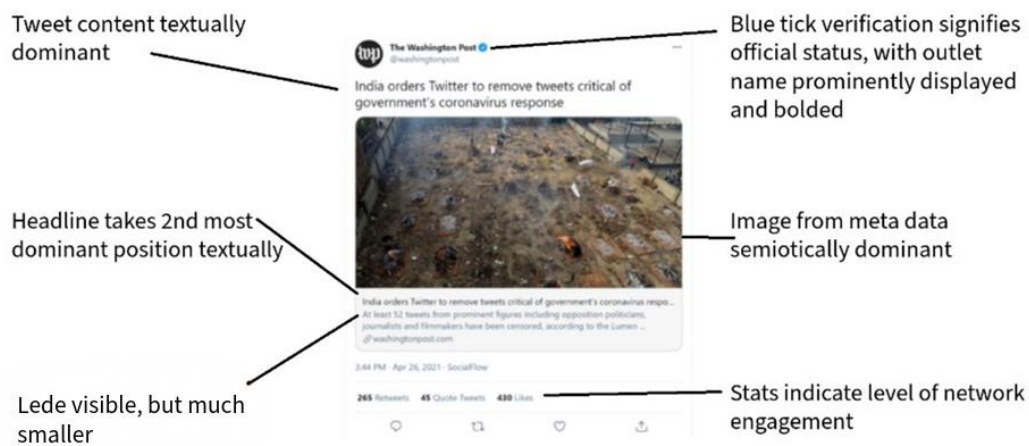 Tweet content textually
dominant
Blue tick verification signifies
official status, with outlet
name prominently displayed
and bolded
wp
The Washington Post
@washingtonpost
India orders Twitter to remove tweets critical of
government's coronavirus response
Headline takes 2nd most
dominant position textually
Image from meta data
semiotically dominant
India orders Twitter to remove tweets critical of government's coronavirus respo...
At least 52 tweets from prominent figures including opposition politicians,
journalists and filmmakers have been censored, according to the Lumen ...
washingtonpost.com
3:44 PM · Apr 26, 2021 · SocialFlow
265 Retweets 45 Quote Tweets 430 Likes
Lede visible, but much
smaller
Stats indicate level of network
engagement